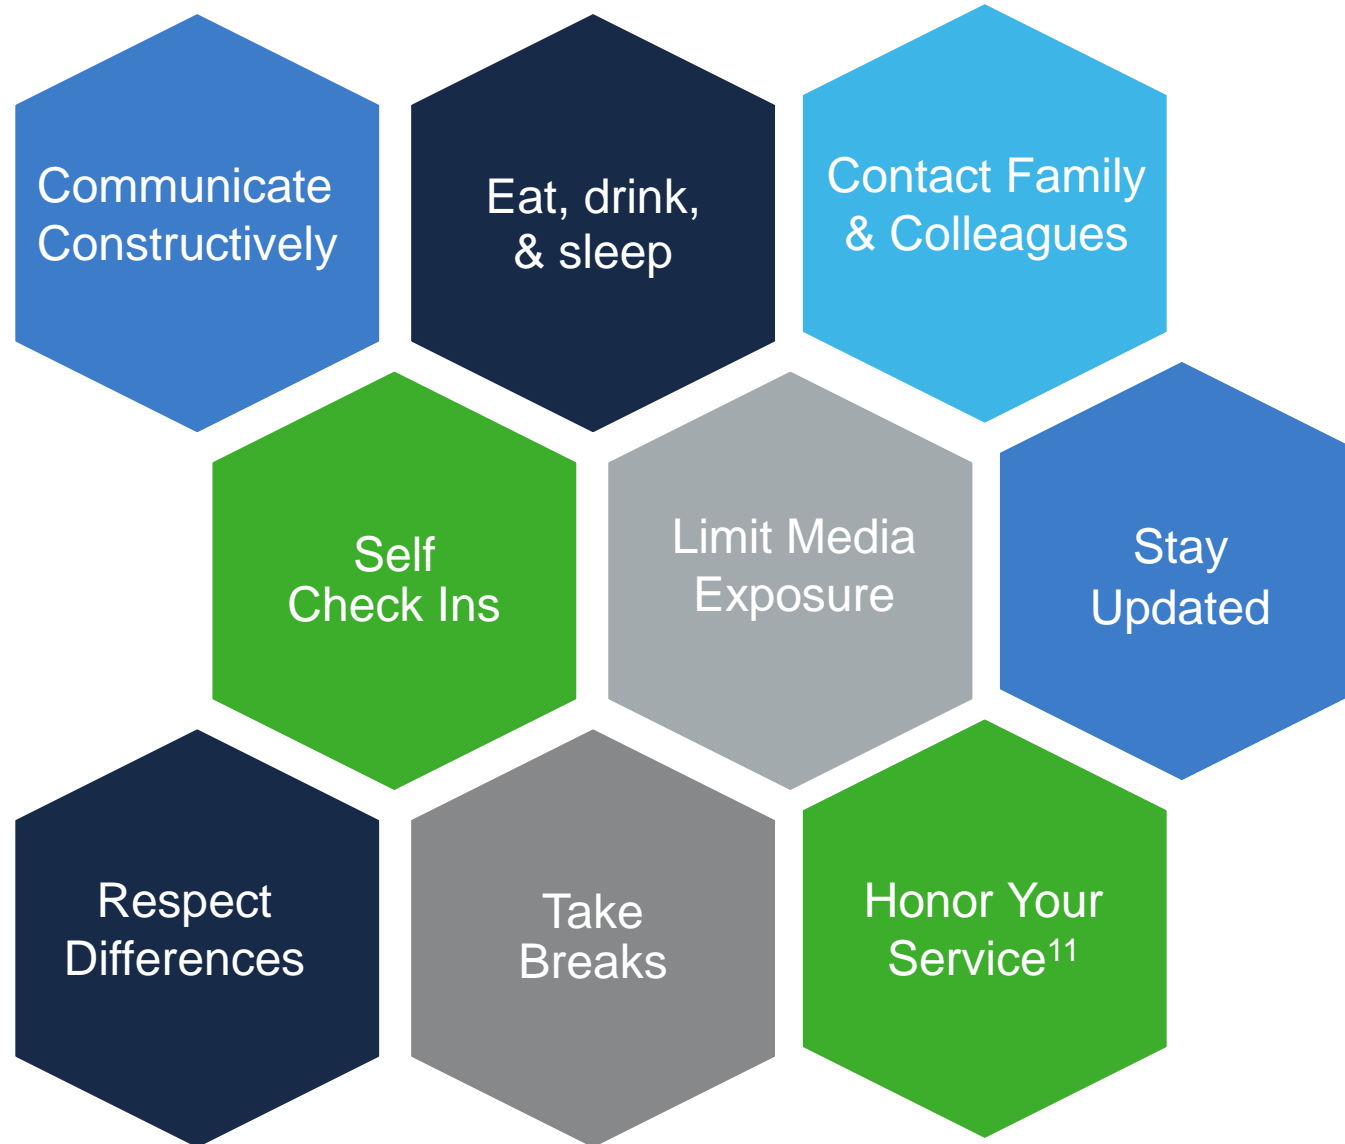 Communicate
Constructively
Eat, drink,
& sleep
Contact Family
& Colleagues
Self
Check Ins
Limit Media
Exposure
Stay
Updated
Respect
Differences
Take
Breaks
Honor Your
Service¹¹